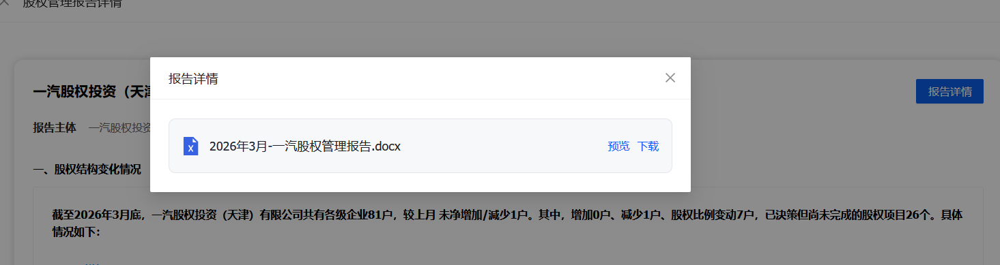 股权管理报告详情
报告详情
一汽股权投资（天
报告详情
报告主体 一汽股权投资
2026年3月-一汽股权管理报告.docx 预览 下载
一、股权结构变化情况
截至2026年3月底，一汽股权投资（天津）有限公司共有各级企业81户，较上月 未净增加/减少1户。其中，增加0户、减少1户、股权比例变动7户，已决策但尚未完成的股权项目26个。具体
情况如下：